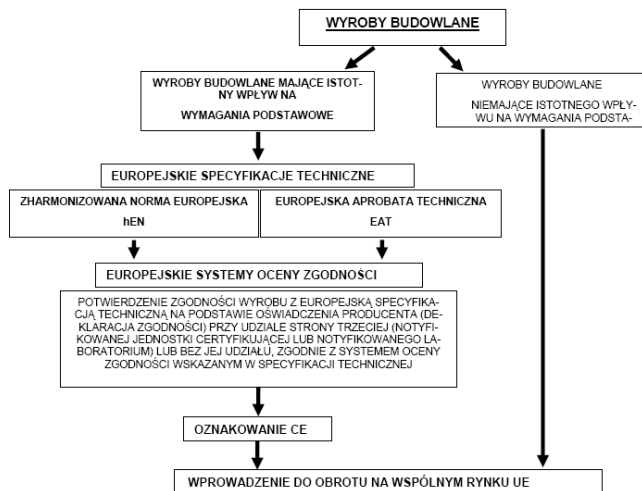 WYROBY BUDOWLANE
WYROBY BUDOWLANE MAJĄCE ISTOT-
NY WPŁYW NA
WYMAGANIA PODSTAWOWE
WYROBY BUDOWLANE
NIEMAJĄCE ISTOTNEGO WPŁY-
WU NA WYMAGANIA PODSTA-
EUROPEJSKIE SPECYFIKACJE TECHNICZNE
ZHARMONIZOWANA NORMA EUROPEJSKA
hEN
EUROPEJSKA APROBATA TECHNICZNA
EAT
EUROPEJSKIE SYSTEMY OCENY ZGODNOŚCI
POTWIERDZENIE ZGODNOŚCI WYROBU Z EUROPEJSKĄ SPECYFIKA-
CJĄ TECHNICZNĄ NA PODSTAWIE OŚWIADCZENIA PRODUCENTA (DE-
KLARACJA ZGODNOŚCI) PRZY UDZIALE STRONY TRZECIEJ (NOTYFI-
KOWANEJ JEDNOSTKI CERTYFIKUJĄCEJ LUB NOTYFIKOWANEGO LA-
BORATORIUM) LUB BEZ JEJ UDZIAŁU, ZGODNIE Z SYSTEMEM OCENY
ZGODNOŚCI WSKAZANYM W SPECYFIKACJI TECHNICZNEJ
OZNAKOWANIE CE
WPROWADZENIE DO OBROTU NA WSPÓLNYM RYNKU UE